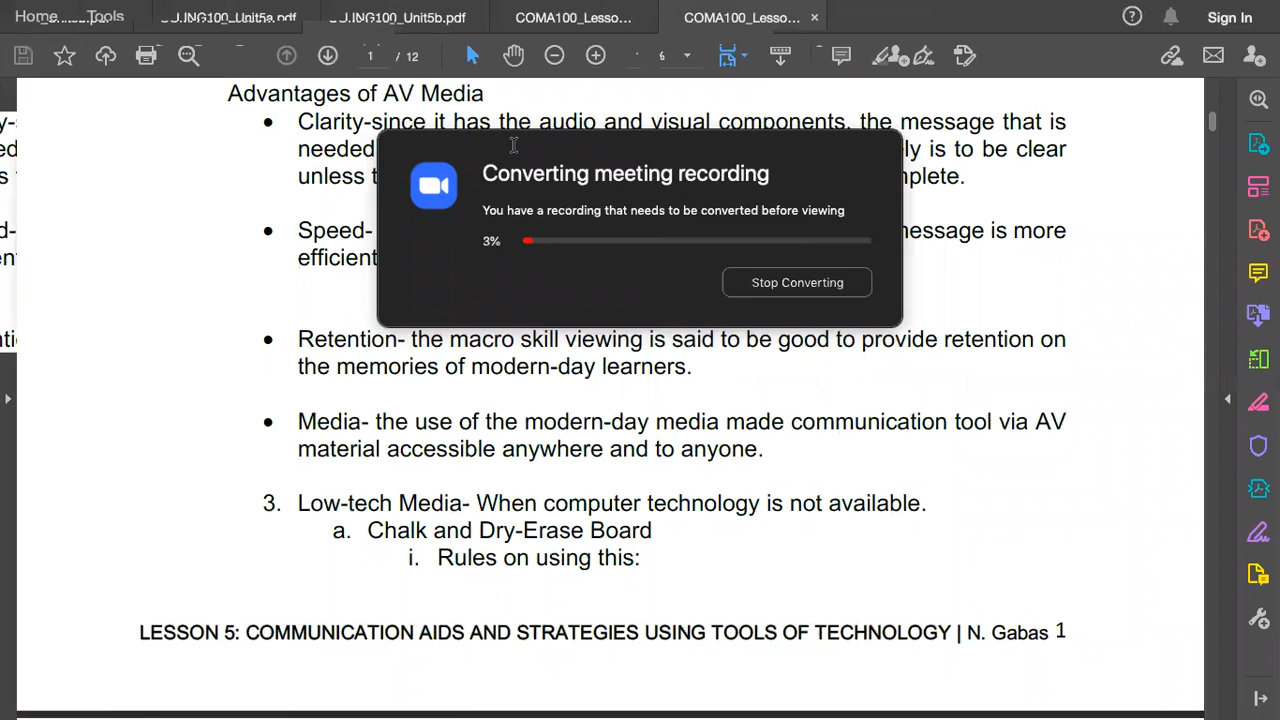 Home Tools
JING100_Unit5a.pdf JING100_Unit5b.pdf COMA100_Lesso... COMA100_Lesso... × Sign In
1 / 12 6
Advantages of AV Media
• Clarity-since it has the audio and visual components, the message that is
needed ly is to be clear
unless mplete.
• Speed- message is more
efficient
Converting meeting recording
You have a recording that needs to be converted before viewing
3%
Stop Converting
• Retention- the macro skill viewing is said to be good to provide retention on
the memories of modern-day learners.
• Media- the use of the modern-day media made communication tool via AV
material accessible anywhere and to anyone.
3. Low-tech Media- When computer technology is not available.
a. Chalk and Dry-Erase Board
i. Rules on using this:
LESSON 5: COMMUNICATION AIDS AND STRATEGIES USING TOOLS OF TECHNOLOGY | N. Gabas 1